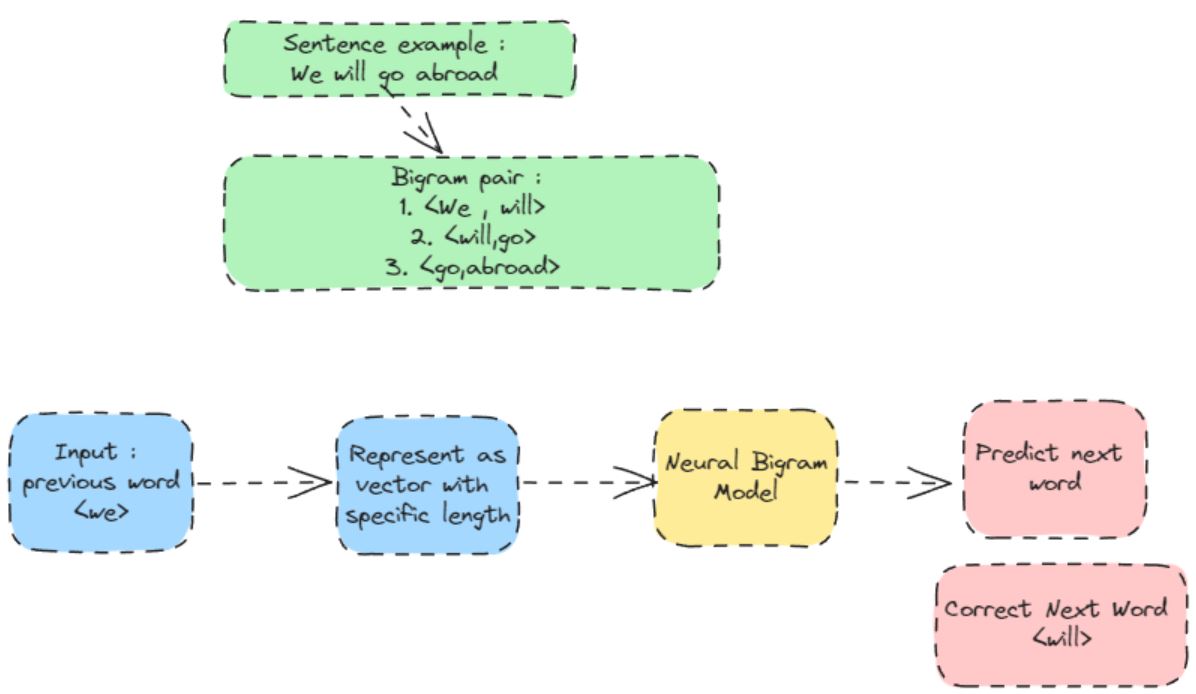 Sentence example :
We will go abroad
Bigram pair :
1. <We , will>
2. <will,go>
3. <go,abroad>
Input :
previous word
<we>
Represent as
vector with
specific length
Neural Bigram
Model
Predict next
word
Correct Next Word
<will>